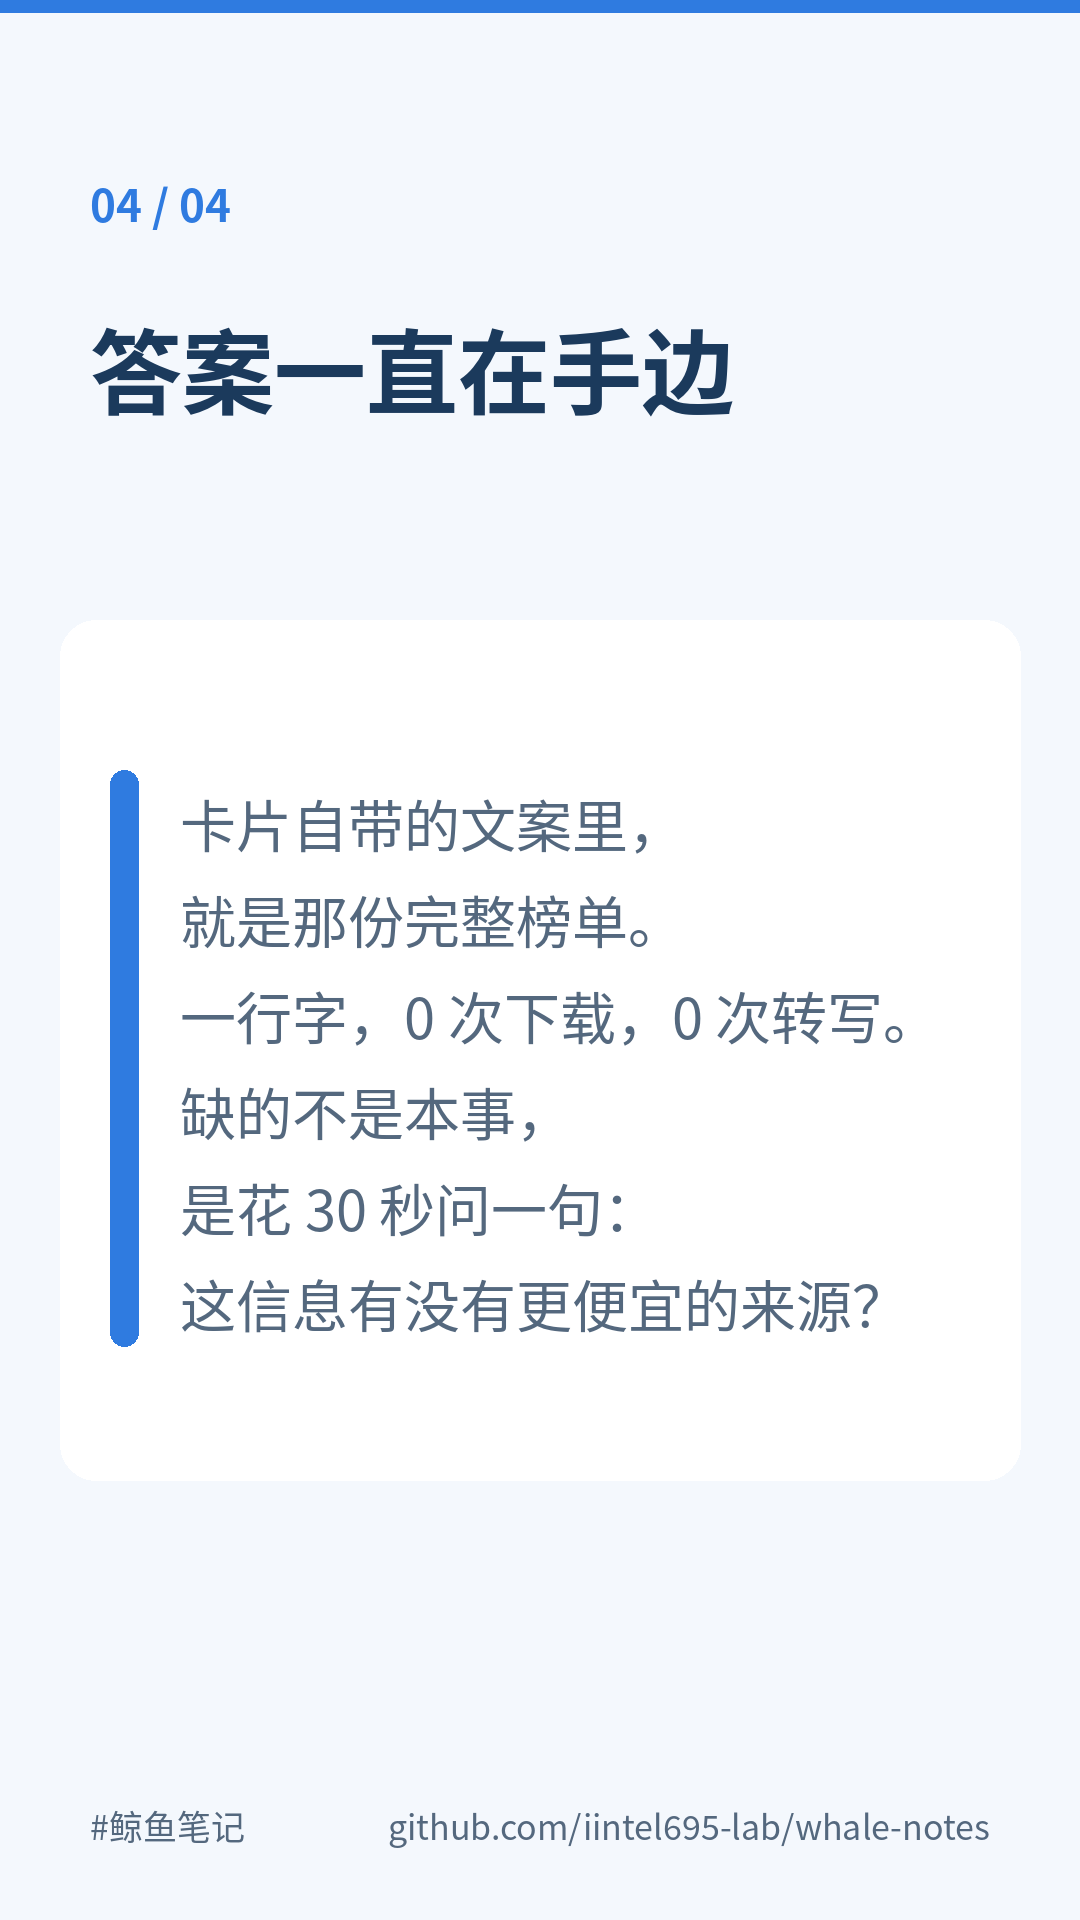 04 / 04
答案一直在手边
卡片自带的文案里，
就是那份完整榜单。
一行字，0 次下载，0 次转写。
缺的不是本事，
是花 30 秒问一句：
这信息有没有更便宜的来源？
#鲸鱼笔记
github.com/iintel695-lab/whale-notes